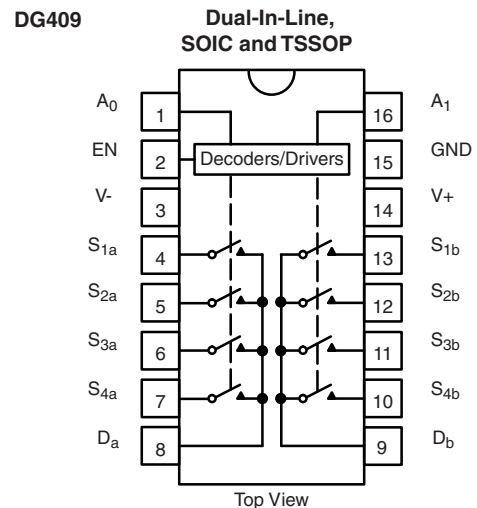 DG409
Dual-In-Line,
SOIC and TSSOP
A0 1 16 A1
EN 2 Decoders/Drivers 15 GND
V- 3 14 V+
S1a 4 13 S1b
S2a 5 12 S2b
S3a 6 11 S3b
S4a 7 10 S4b
Da 8 9 Db
Top View